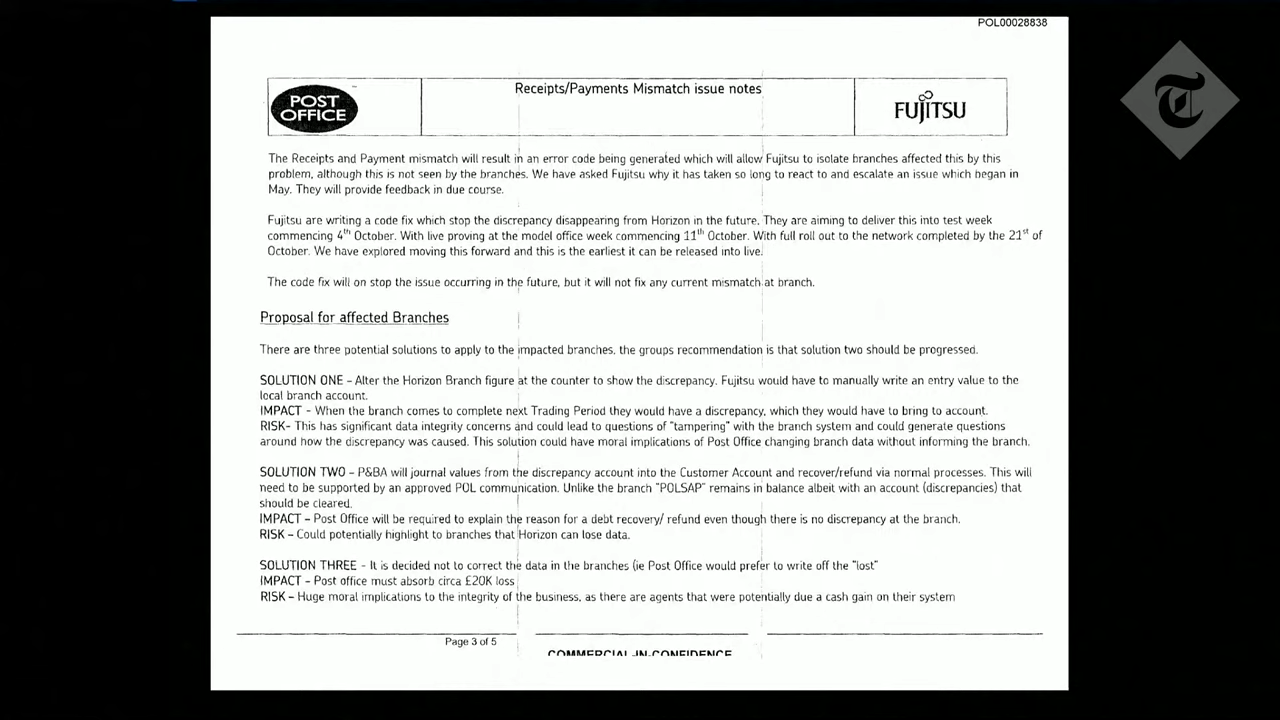 POL00028838
POST
OFFICE
Receipts/Payments Mismatch issue notes
FUJITSU
The Receipts and Payment mismatch will result in an error code being generated which will allow Fujitsu to isolate branches affected this by this
problem, although this is not seen by the branches. We have asked Fujitsu why it has taken so long to react to and escalate an issue which began in
May. They will provide feedback in due course.
Fujitsu are writing a code fix which stop the discrepancy disappearing from Horizon in the future. They are aiming to deliver this into test week
commencing 4th October. With live proving at the model office week commencing 11th October. With full roll out to the network completed by the 21st of
October. We have explored moving this forward and this is the earliest it can be released into live.
The code fix will on stop the issue occurring in the future, but it will not fix any current mismatch at branch.
Proposal for affected Branches
There are three potential solutions to apply to the impacted branches, the groups recommendation is that solution two should be progressed.
SOLUTION ONE – Alter the Horizon Branch figure at the counter to show the discrepancy. Fujitsu would have to manually write an entry value to the
local branch account.
IMPACT – When the branch comes to complete next Trading Period they would have a discrepancy, which they would have to bring to account.
RISK- This has significant data integrity concerns and could lead to questions of "tampering" with the branch system and could generate questions
around how the discrepancy was caused. This solution could have moral implications of Post Office changing branch data without informing the branch.
SOLUTION TWO – P&BA will journal values from the discrepancy account into the Customer Account and recover/refund via normal processes. This will
need to be supported by an approved POL communication. Unlike the branch "POLSAP" remains in balance albeit with an account (discrepancies) that
should be cleared.
IMPACT – Post Office will be required to explain the reason for a debt recovery/ refund even though there is no discrepancy at the branch.
RISK – Could potentially highlight to branches that Horizon can lose data.
SOLUTION THREE - It is decided not to correct the data in the branches (ie Post Office would prefer to write off the "lost"
IMPACT – Post office must absorb circa £20K loss
RISK – Huge moral implications to the integrity of the business, as there are agents that were potentially due a cash gain on their system
Page 3 of 5
COMMERCIAL-IN-CONFIDENCE